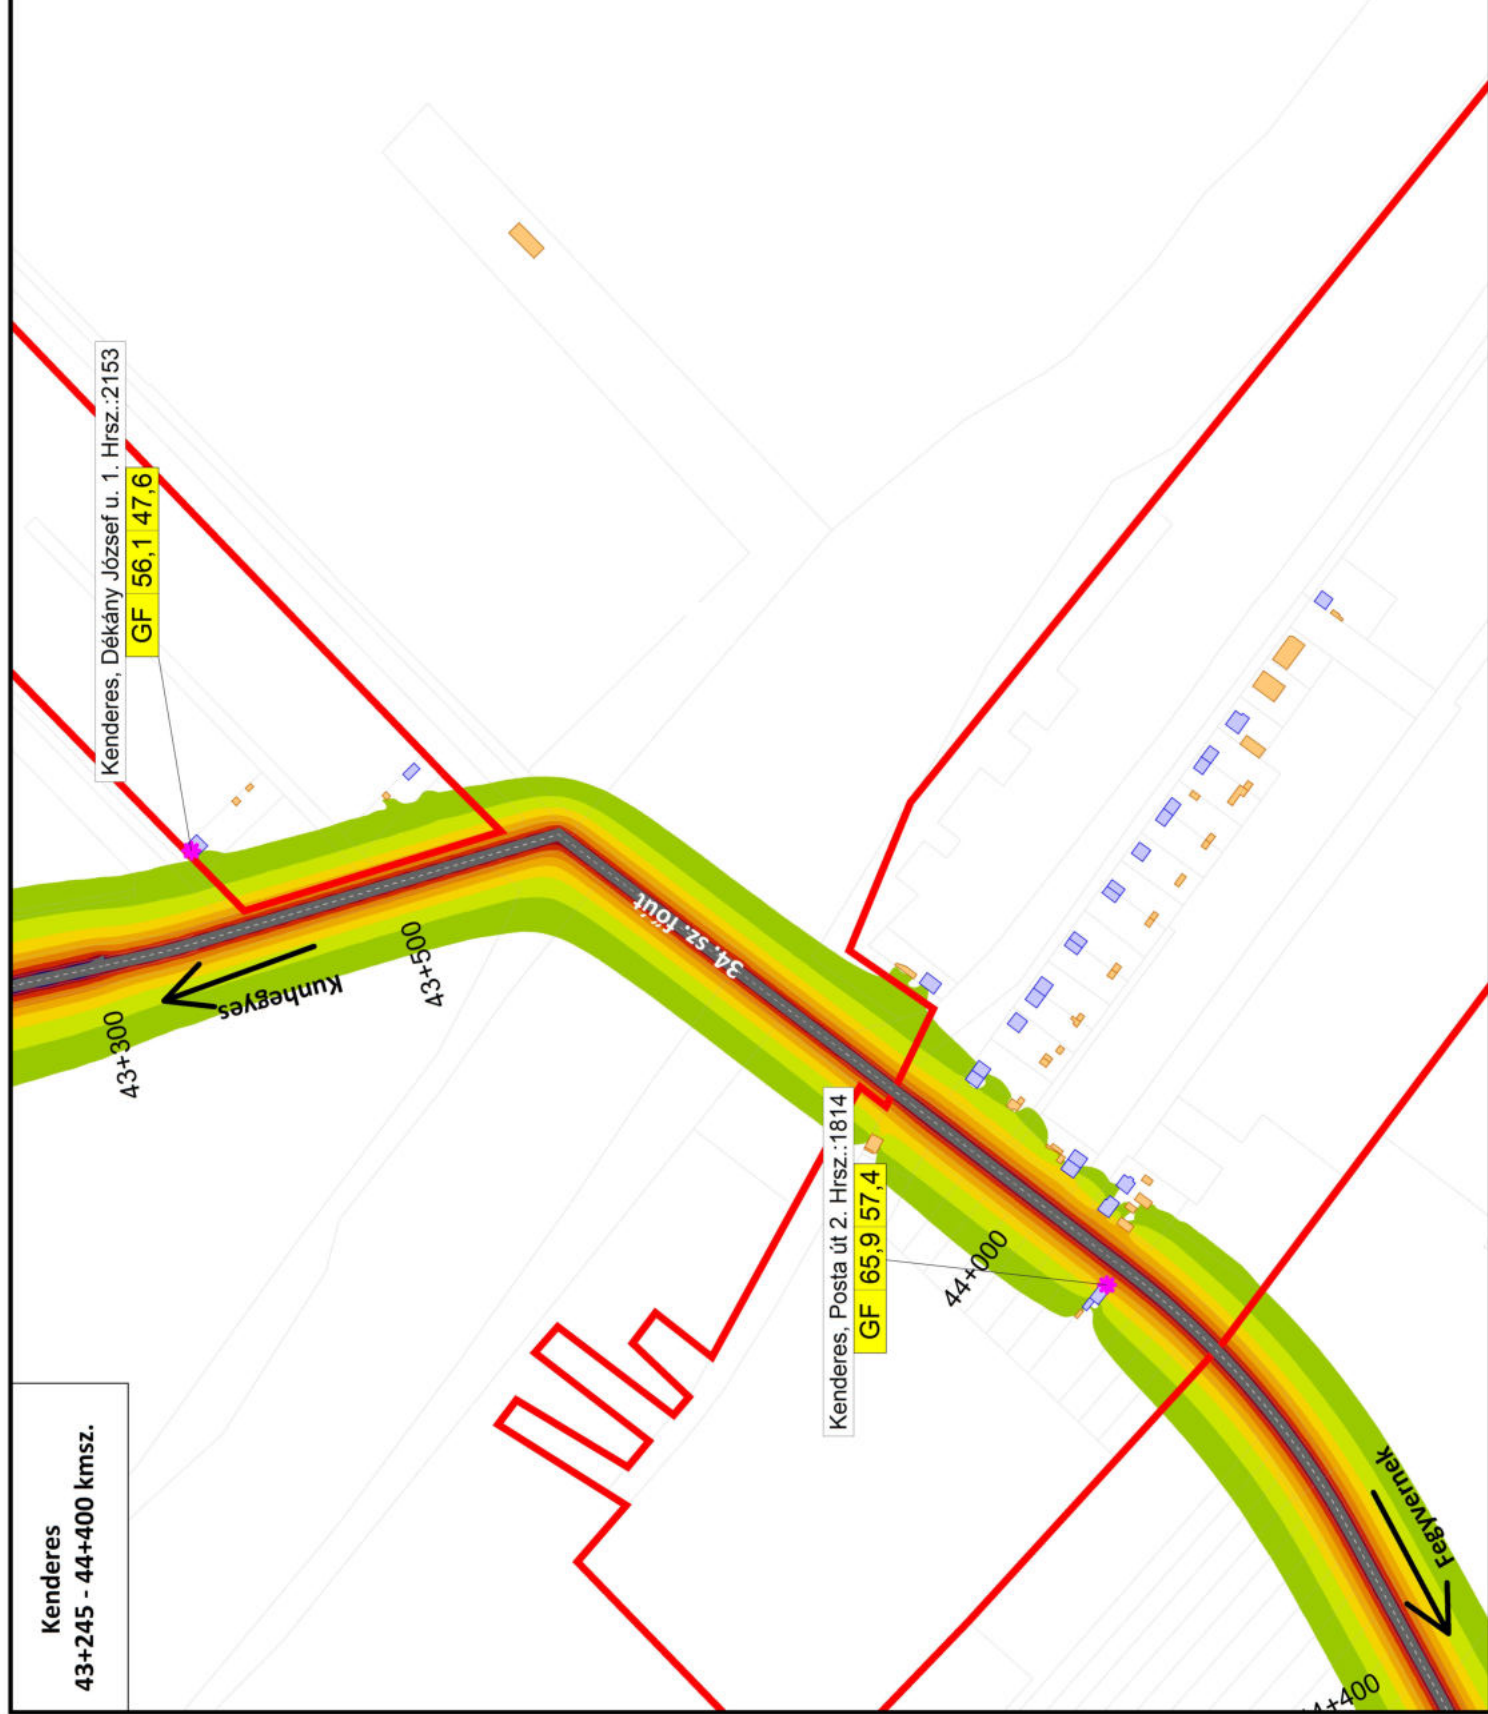 Kenderes
43+245 - 44+400 kmsz.
Kenderes, Dékány József u. 1. Hrsz.:2153
GF 56,1 47,6
43+300
Kunhegyes
43+500
34. sz. főút
Kenderes, Posta út 2. Hrsz.:1814
GF 65,9 57,4
44+000
Fegyvernek
4+400